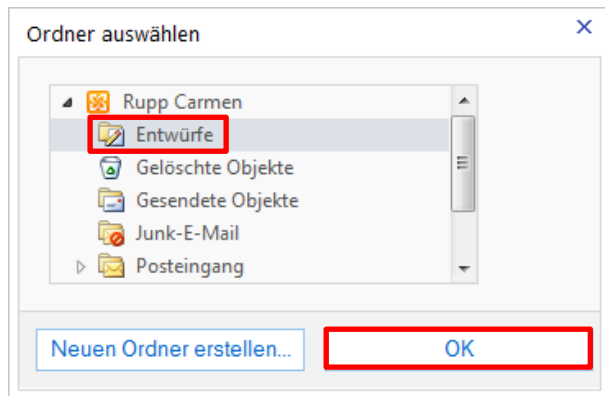 Ordner auswählen
Rupp Carmen
Entwürfe
Gelöschte Objekte
Gesendete Objekte
Junk-E-Mail
Posteingang
Neuen Ordner erstellen... OK